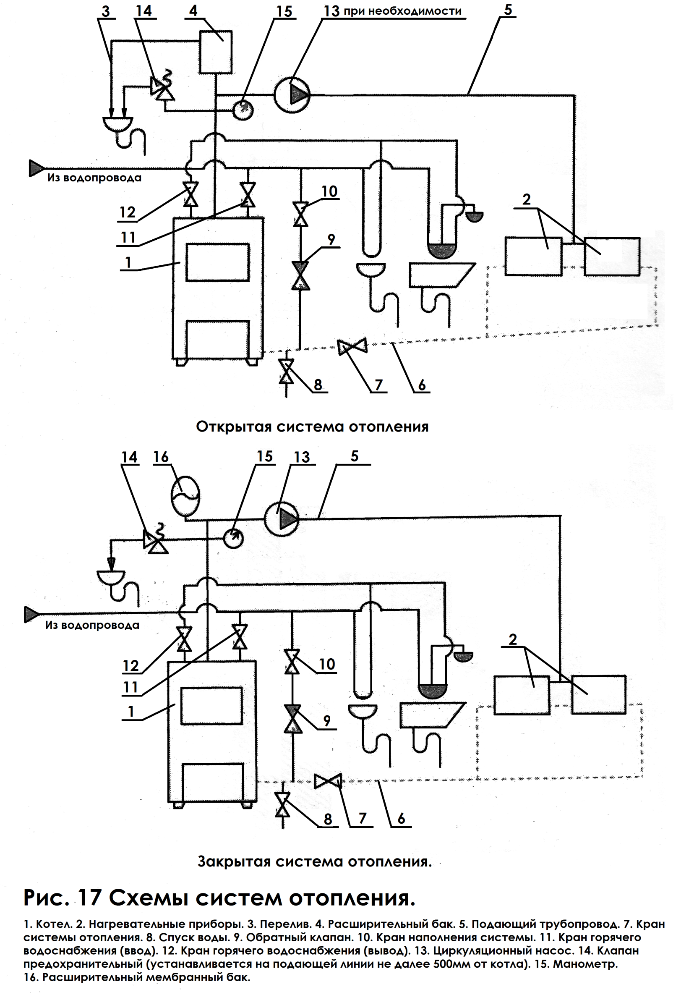 3 14 4 15 13 при необходимости 5
Из водопровода
10
2
12
11
9
1
8 7 6
Открытая система отопления
14 16 15 13 5
Из водопровода
2
12
10
11
1
9
8 7 6
Закрытая система отопления.
Рис. 17 Схемы систем отопления.
1. Котел. 2. Нагревательные приборы. 3. Перелив. 4. Расширительный бак. 5. Подающий трубопровод. 7. Кран
системы отопления. 8. Спуск воды. 9. Обратный клапан. 10. Кран наполнения системы. 11. Кран горячего
водоснабжения (ввод). 12. Кран горячего водоснабжения (вывод). 13. Циркуляционный насос. 14. Клапан
предохранительный (устанавливается на подающей линии не далее 500мм от котла). 15. Манометр.
16. Расширительный мембранный бак.